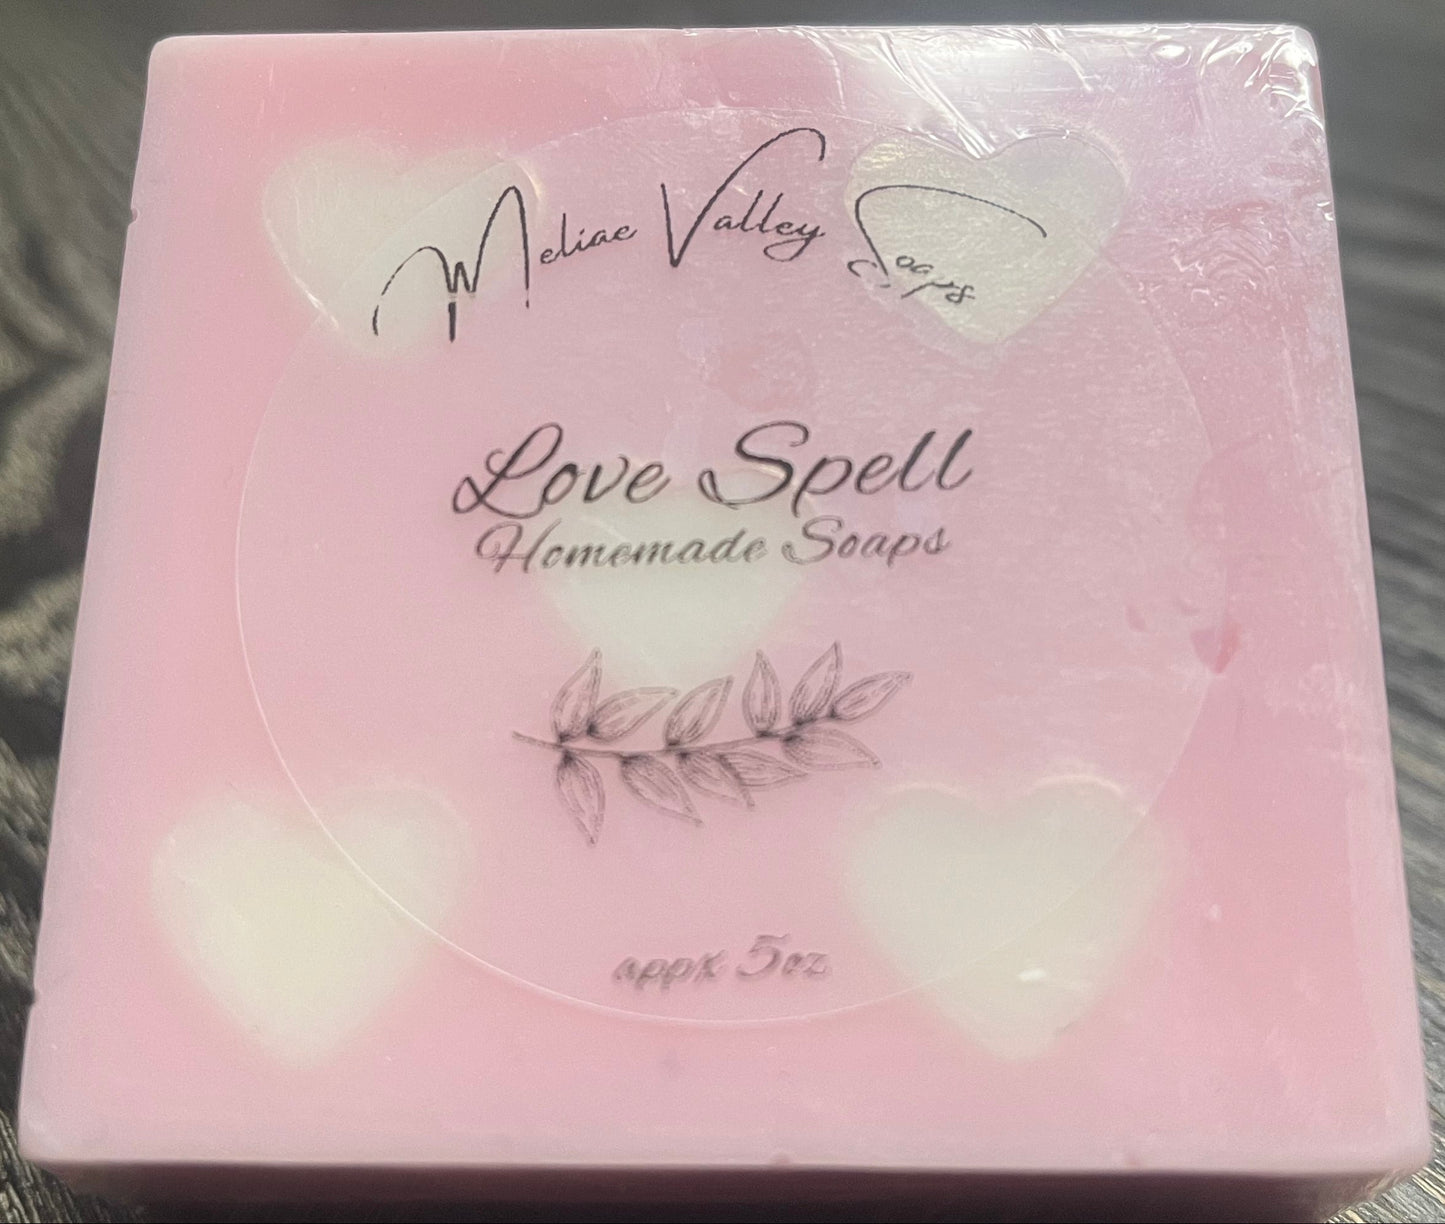 Meliae Valley Soaps
Love Spell
Homemade Soaps
appx 5oz